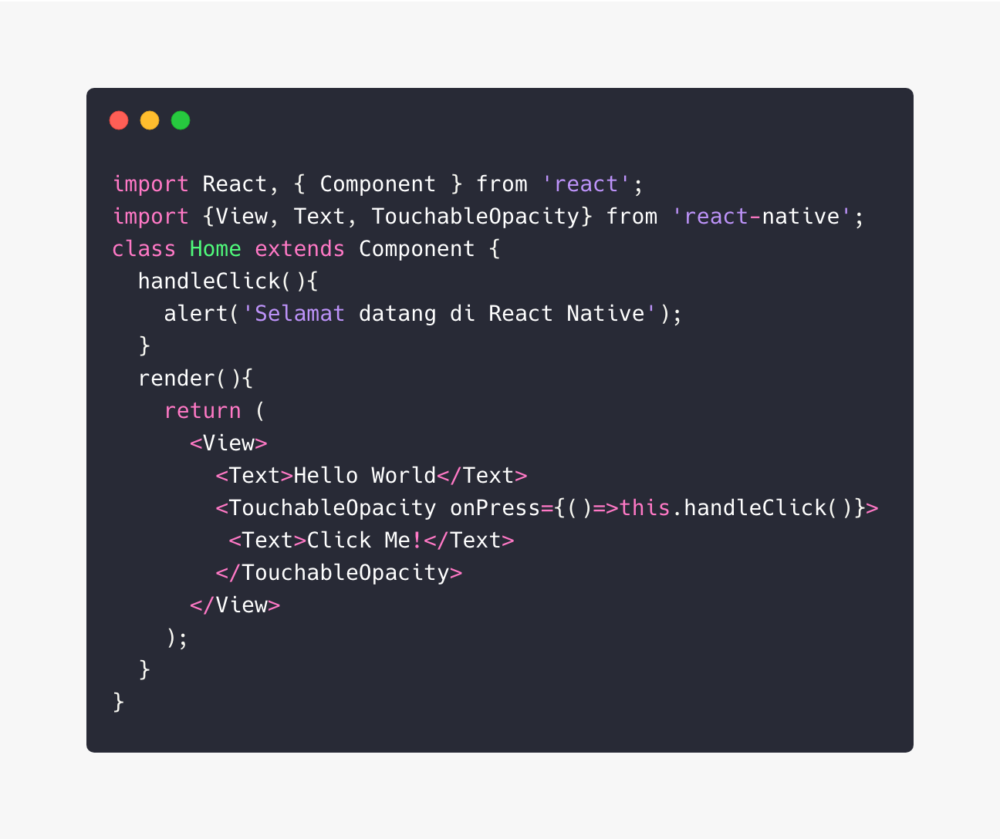 import React, { Component } from 'react';
import {View, Text, TouchableOpacity} from 'react-native';
class Home extends Component {
  handleClick(){
    alert('Selamat datang di React Native');
  }
  render(){
    return (
      <View>
        <Text>Hello World</Text>
        <TouchableOpacity onPress={()=>this.handleClick()}>
         <Text>Click Me!</Text>
        </TouchableOpacity>
      </View>
    );
  }
}